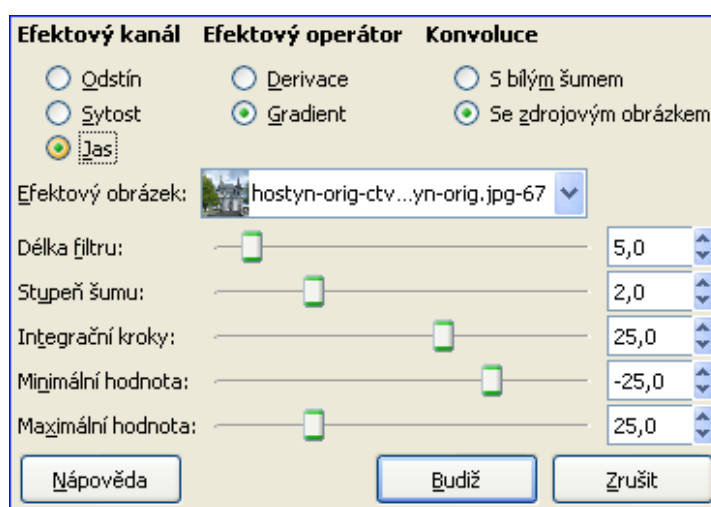 Efektový kanál Efektový operátor Konvoluce
Odstín Derivace S bílým šumem
Sytost Gradient Se zdrojovým obrázkem
Jas
Efektový obrázek: hostyn-orig-ctv...yn-orig.jpg-67
Délka filtru: 5,0
Stupeň šumu: 2,0
Integrační kroky: 25,0
Minimální hodnota: -25,0
Maximální hodnota: 25,0
Nápověda Budiž Zrušit